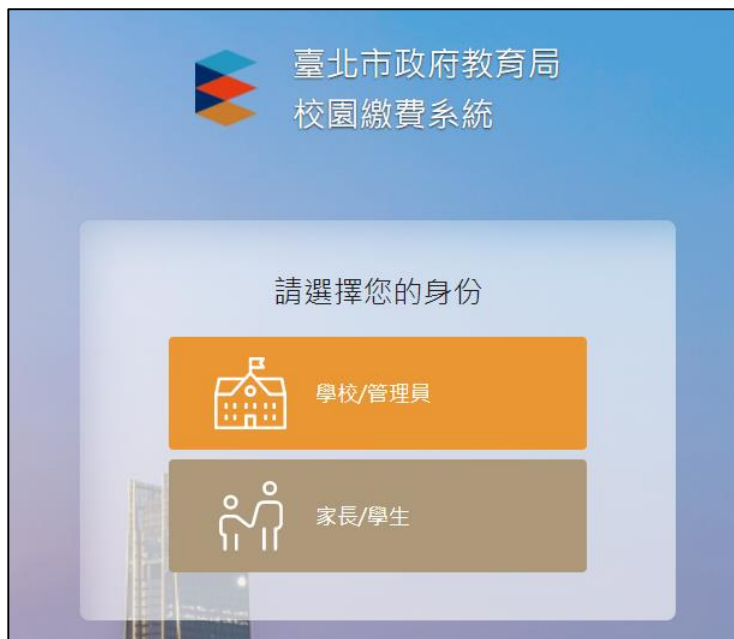 臺北市政府教育局
校園繳費系統
請選擇您的身份
學校/管理員
家長/學生